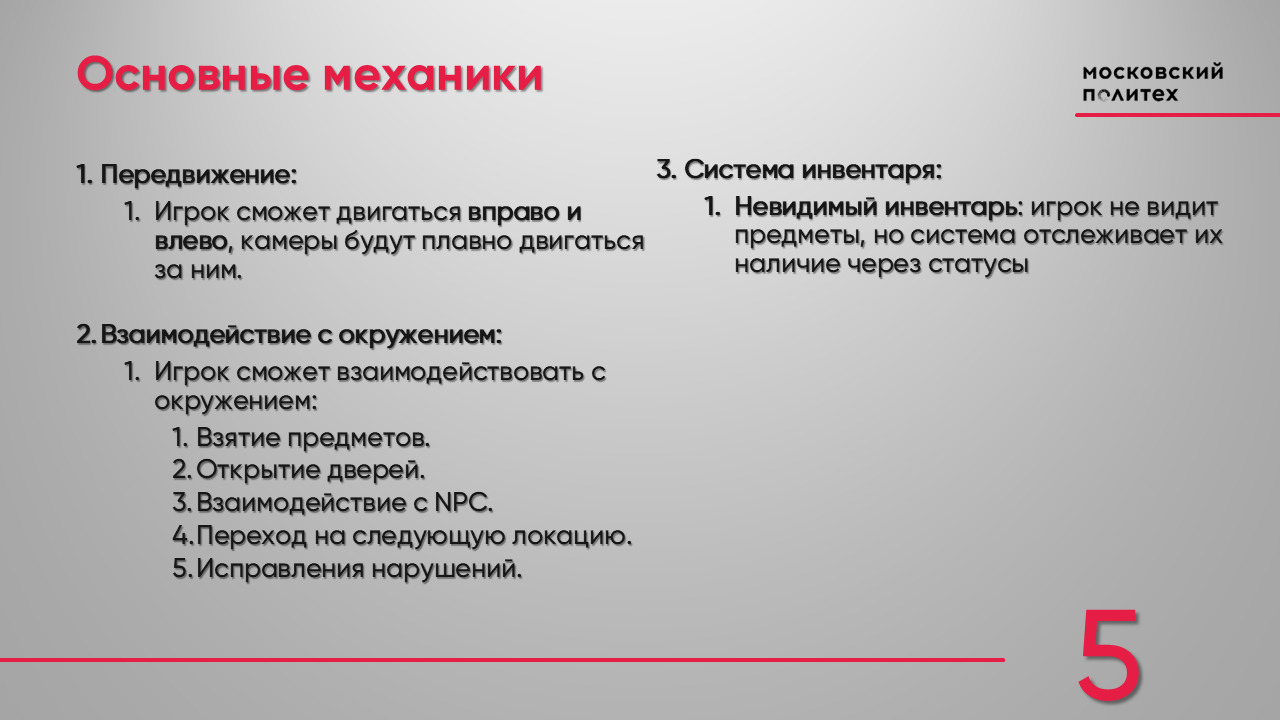 Основные механики
московский
политех
1. Передвижение:
1. Игрок сможет двигаться вправо и
влево, камеры будут плавно двигаться
за ним.
2. Взаимодействие с окружением:
1. Игрок сможет взаимодействовать с
окружением:
1. Взятие предметов.
2. Открытие дверей.
3. Взаимодействие с NPC.
4. Переход на следующую локацию.
5. Исправления нарушений.
3. Система инвентаря:
1. Невидимый инвентарь: игрок не видит
предметы, но система отслеживает их
наличие через статусы
5